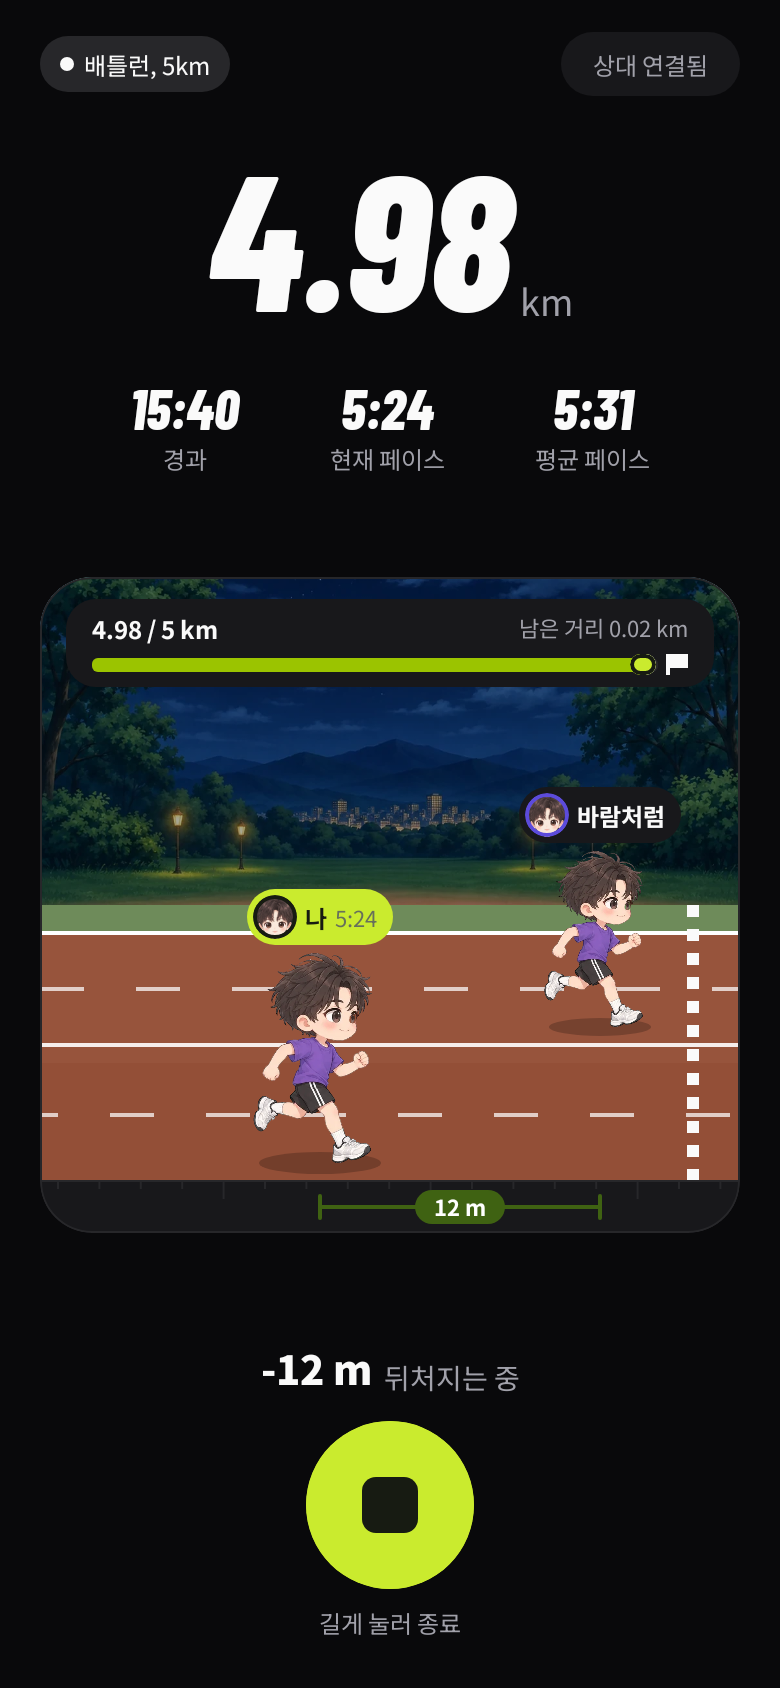 배틀런, 5km
상대 연결됨
4.98 km
15:40 5:24 5:31
경과 현재 페이스 평균 페이스
4.98 / 5 km 남은 거리 0.02 km
바람처럼
나 5:24
12 m
-12 m 뒤처지는 중
길게 눌러 종료